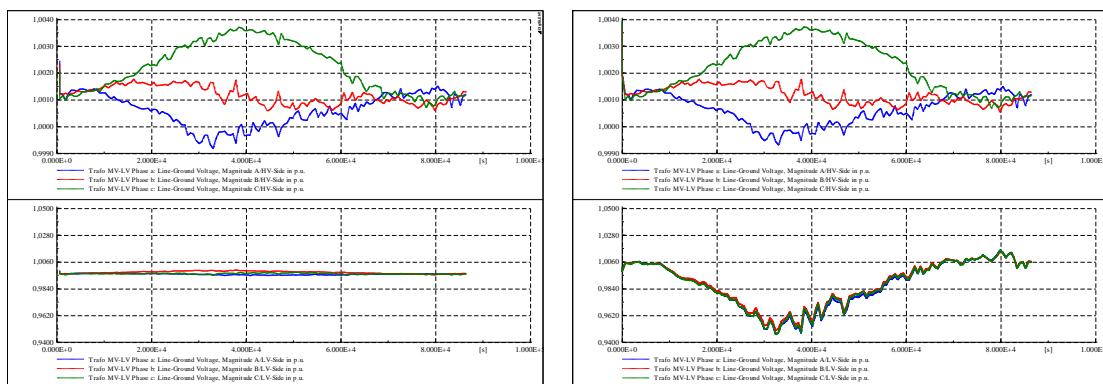 1,0040
1,0030
1,0020
1,0010
1,0000
0,9990
0.000E+0 2.000E+4 4.000E+4 6.000E+4 8.000E+4 [s] 1.000E+
Trafo MV-LV Phase a: Line-Ground Voltage, Magnitude A/HV-Side in p.u.
Trafo MV-LV Phase b: Line-Ground Voltage, Magnitude B/HV-Side in p.u.
Trafo MV-LV Phase c: Line-Ground Voltage, Magnitude C/HV-Side in p.u.
1,0500
1,0280
1,0060
0,9840
0,9620
0,9400
0.000E+0 2.000E+4 4.000E+4 6.000E+4 8.000E+4 [s] 1.000E+
Trafo MV-LV Phase a: Line-Ground Voltage, Magnitude A/LV-Side in p.u.
Trafo MV-LV Phase b: Line-Ground Voltage, Magnitude B/LV-Side in p.u.
Trafo MV-LV Phase c: Line-Ground Voltage, Magnitude C/LV-Side in p.u.
1,0040
1,0030
1,0020
1,0010
1,0000
0,9990
0.000E+0 2.000E+4 4.000E+4 6.000E+4 8.000E+4 [s] 1.000E
Trafo MV-LV Phase a: Line-Ground Voltage, Magnitude A/HV-Side in p.u.
Trafo MV-LV Phase b: Line-Ground Voltage, Magnitude B/HV-Side in p.u.
Trafo MV-LV Phase c: Line-Ground Voltage, Magnitude C/HV-Side in p.u.
1,0500
1,0280
1,0060
0,9840
0,9620
0,9400
0.000E+0 2.000E+4 4.000E+4 6.000E+4 8.000E+4 [s] 1.000E
Trafo MV-LV Phase a: Line-Ground Voltage, Magnitude A/LV-Side in p.u.
Trafo MV-LV Phase b: Line-Ground Voltage, Magnitude B/LV-Side in p.u.
Trafo MV-LV Phase c: Line-Ground Voltage, Magnitude C/LV-Side in p.u.